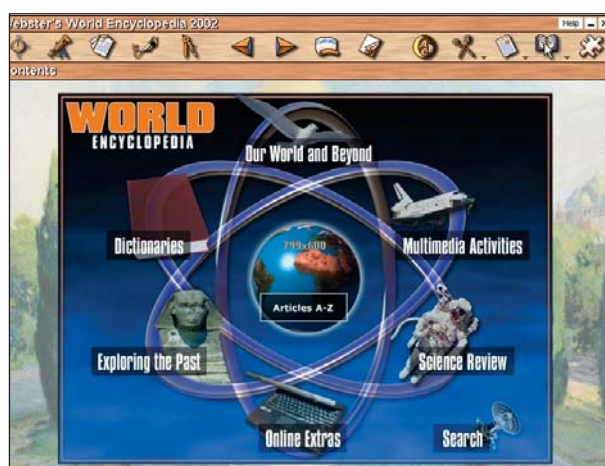 Webster's World Encyclopedia 2002
Help
ontents
WORLD
ENCYCLOPEDIA
Our World and Beyond
Dictionaries
799x600
Multimedia Activities
Articles A-Z
Exploring the Past
Science Review
Online Extras
Search